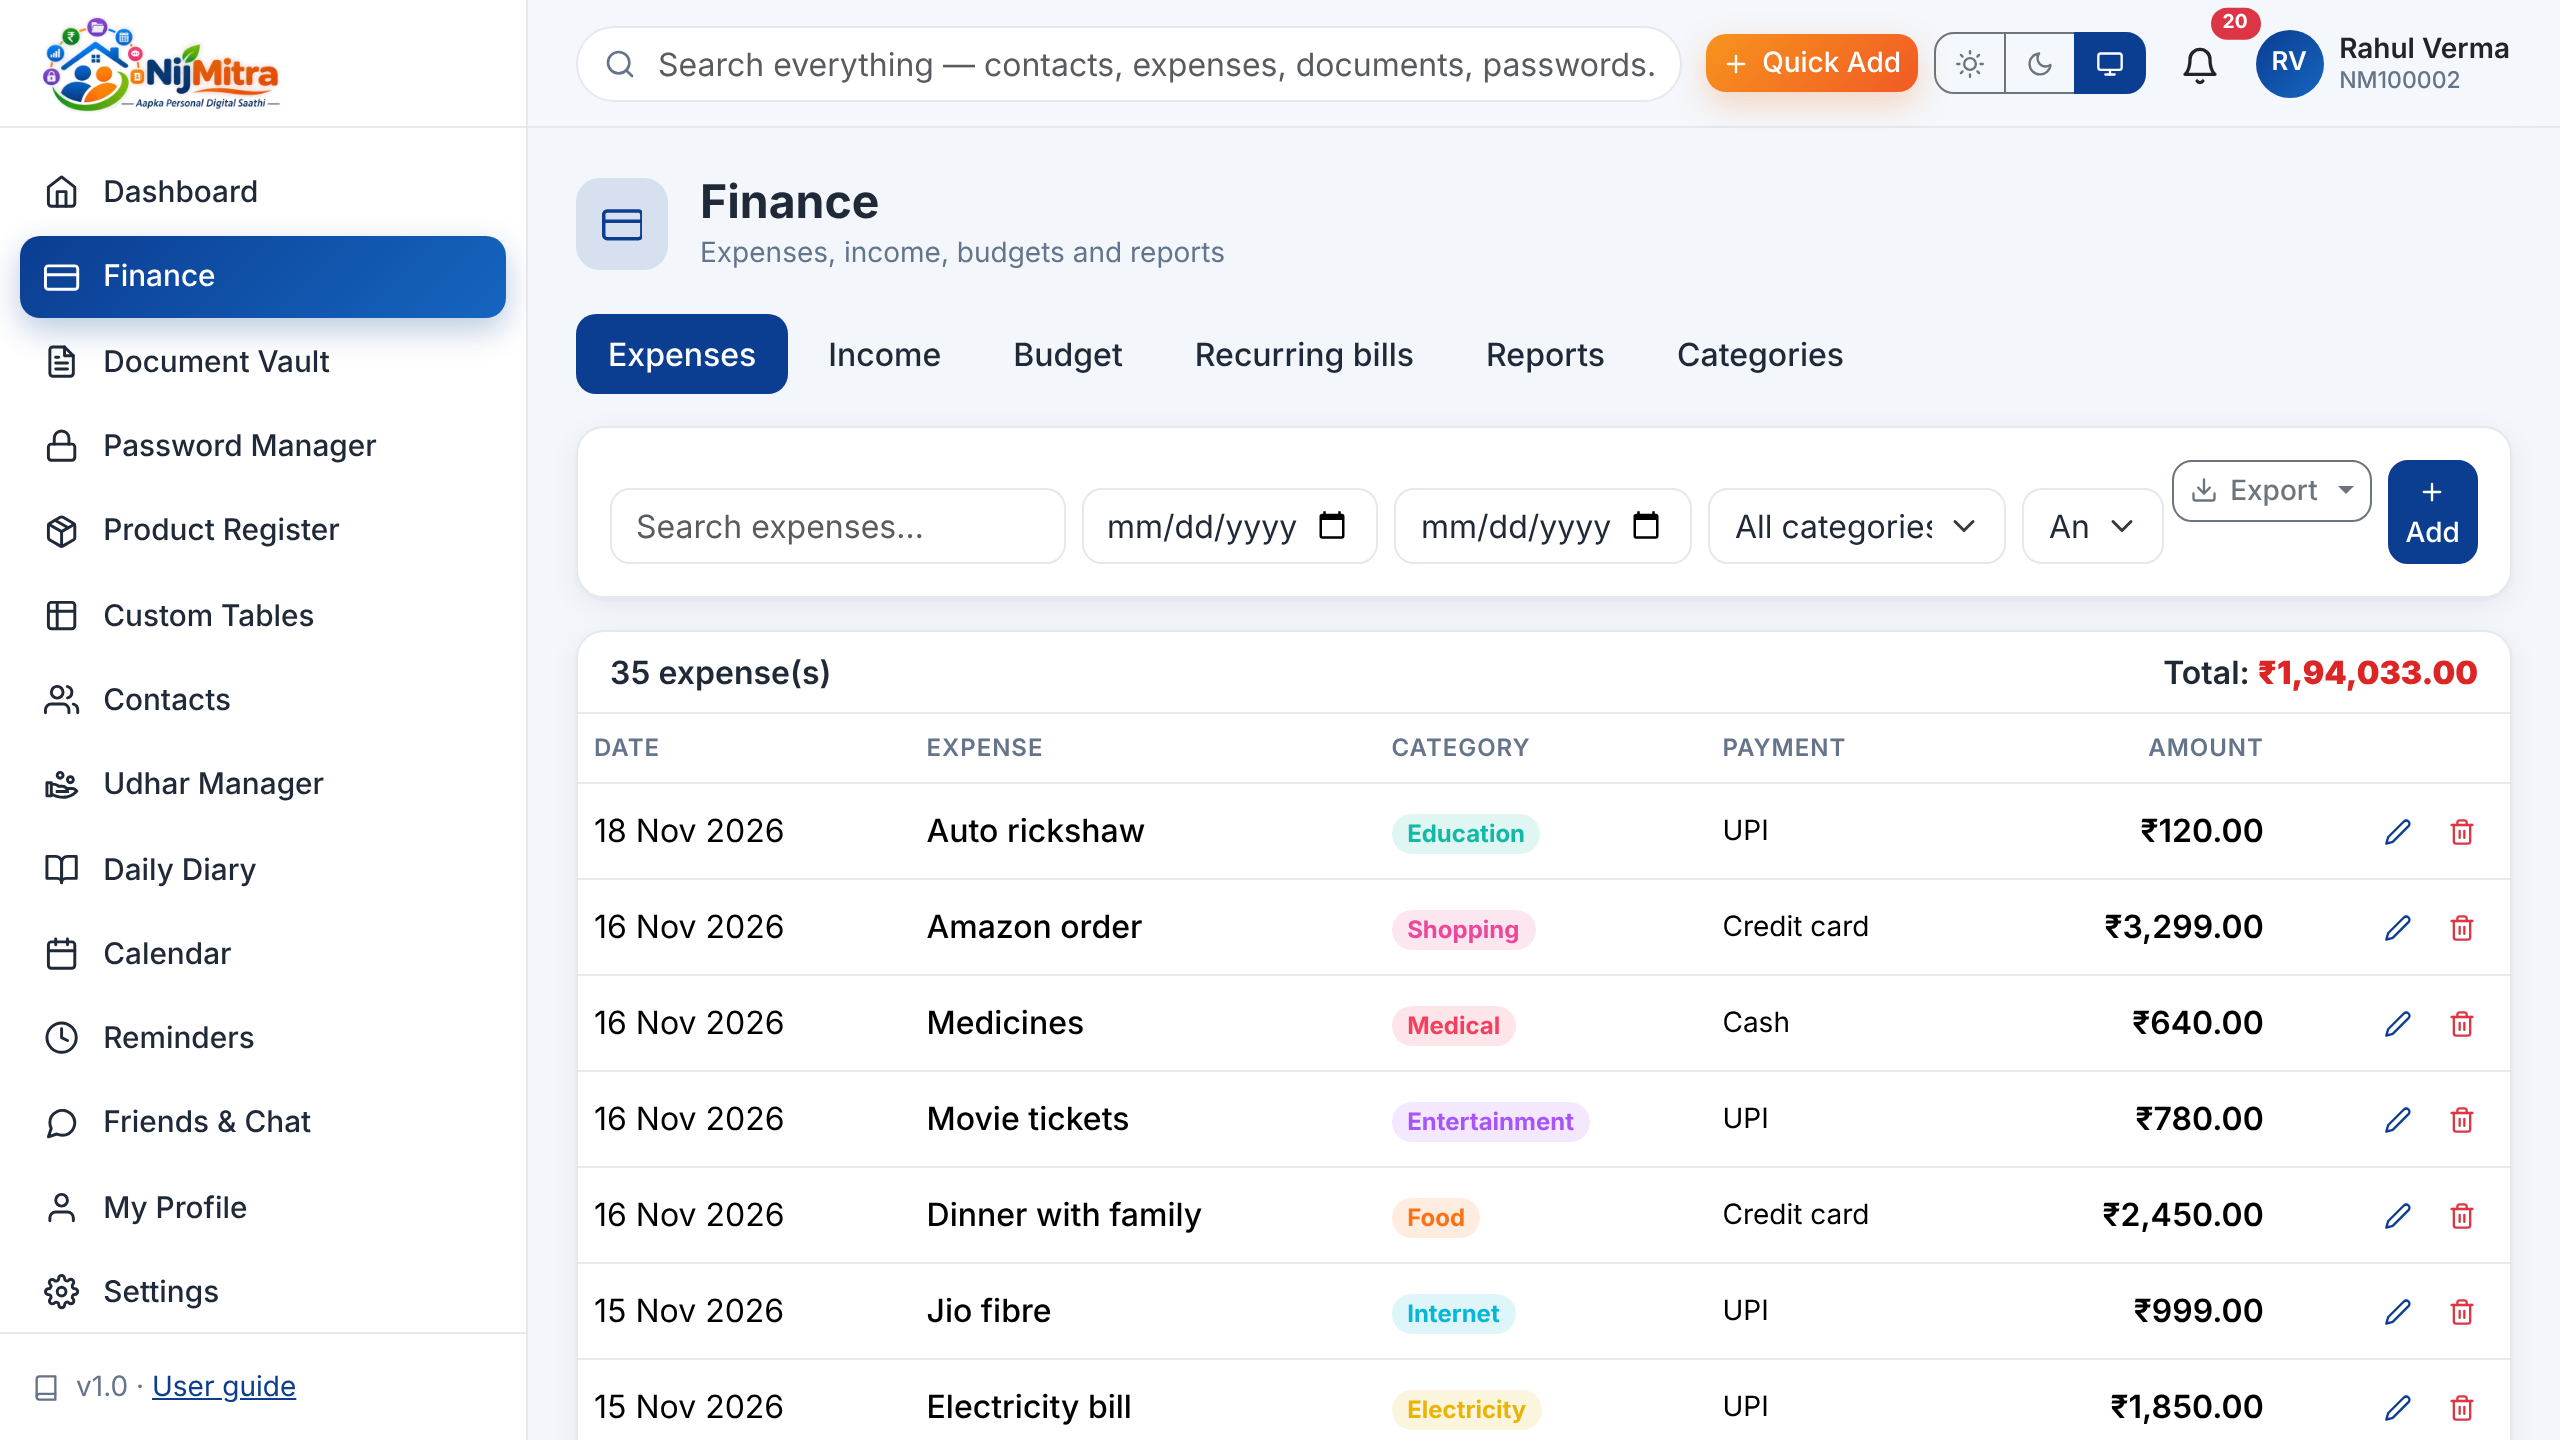 NijMitra
Aapka Personal Digital Saathi
Search everything — contacts, expenses, documents, passwords.
Quick Add
20
RV
Rahul Verma
NM100002
Dashboard
Finance
Document Vault
Password Manager
Product Register
Custom Tables
Contacts
Udhar Manager
Daily Diary
Calendar
Reminders
Friends & Chat
My Profile
Settings
v1.0 · User guide
Finance
Expenses, income, budgets and reports
Expenses Income Budget Recurring bills Reports Categories
Search expenses... mm/dd/yyyy mm/dd/yyyy All categories An Export + Add
35 expense(s) Total: ₹1,94,033.00
DATE EXPENSE CATEGORY PAYMENT AMOUNT
18 Nov 2026 Auto rickshaw Education UPI ₹120.00
16 Nov 2026 Amazon order Shopping Credit card ₹3,299.00
16 Nov 2026 Medicines Medical Cash ₹640.00
16 Nov 2026 Movie tickets Entertainment UPI ₹780.00
16 Nov 2026 Dinner with family Food Credit card ₹2,450.00
15 Nov 2026 Jio fibre Internet UPI ₹999.00
15 Nov 2026 Electricity bill Electricity UPI ₹1,850.00